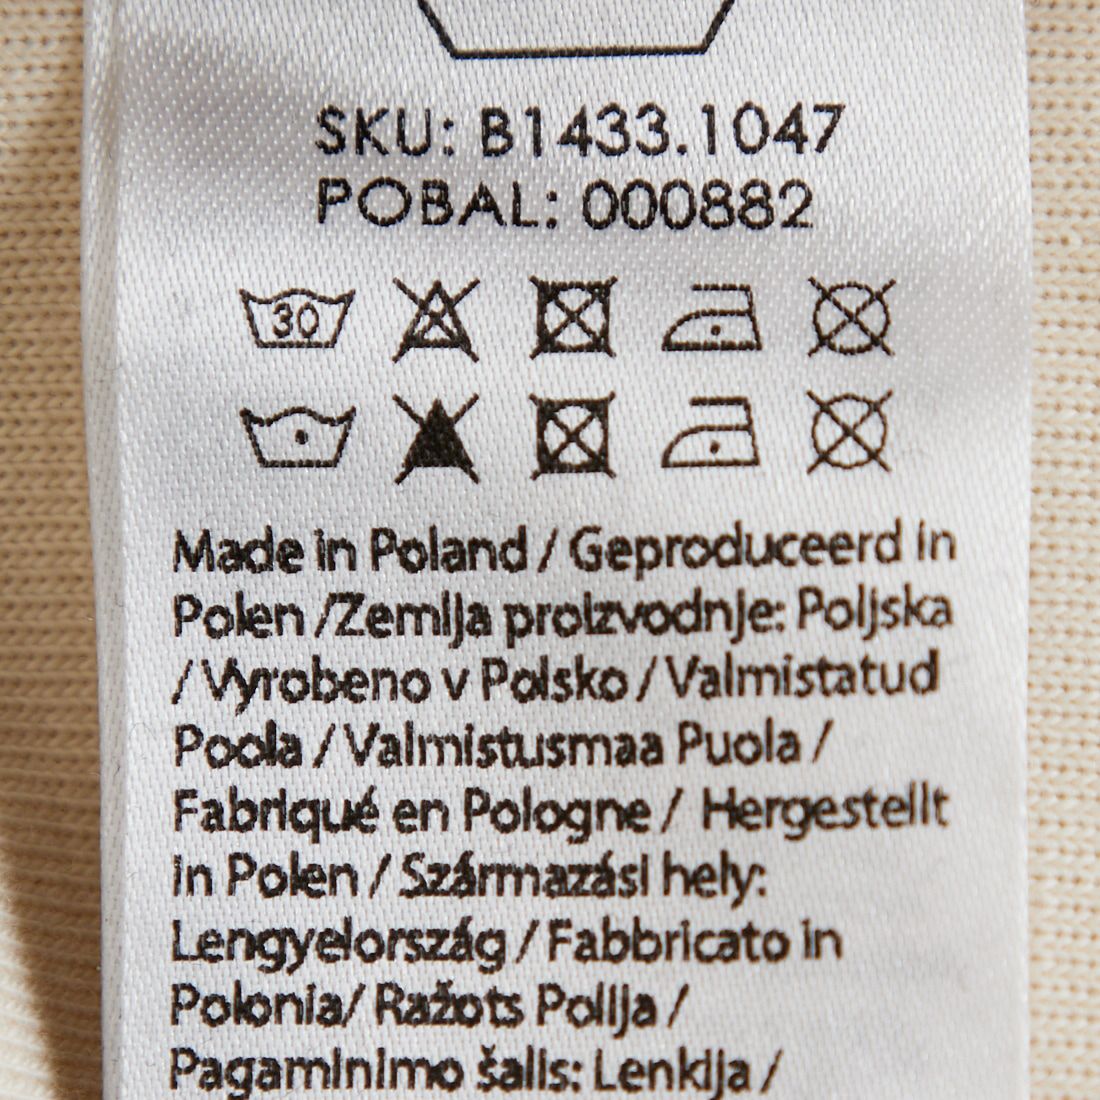 SKU: B1433.1047
POBAL: 000882
30
Made in Poland / Geproduceerd in
Polen /Zemlja proizvodnje: Poljska
/ Vyrobeno v Polsko / Valmistatud
Poola / Valmistusmaa Puola /
Fabriqué en Pologne / Hergestellt
in Polen / Származási hely:
Lengyelország / Fabbricato in
Polonia/ Ražots Polija /
Pagaminimo šalis: Lenkija /